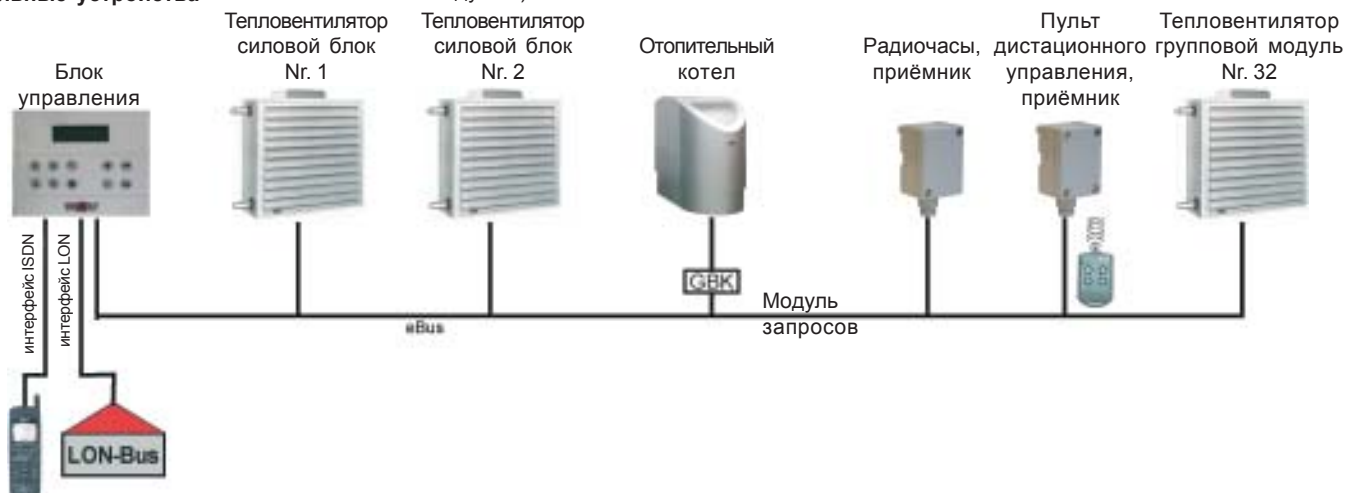 Тепловентилятор
силовой блок
Nr. 1
Тепловентилятор
силовой блок
Nr. 2
Отопительный
котел
Радиочасы,
приёмник
Пульт
дистационного
управления,
приёмник
Тепловентилятор
групповой модуль
Nr. 32
Блок
управления
интерфейс ISDN
интерфейс LON
GBK
Модуль
запросов
eBus
LON-Bus